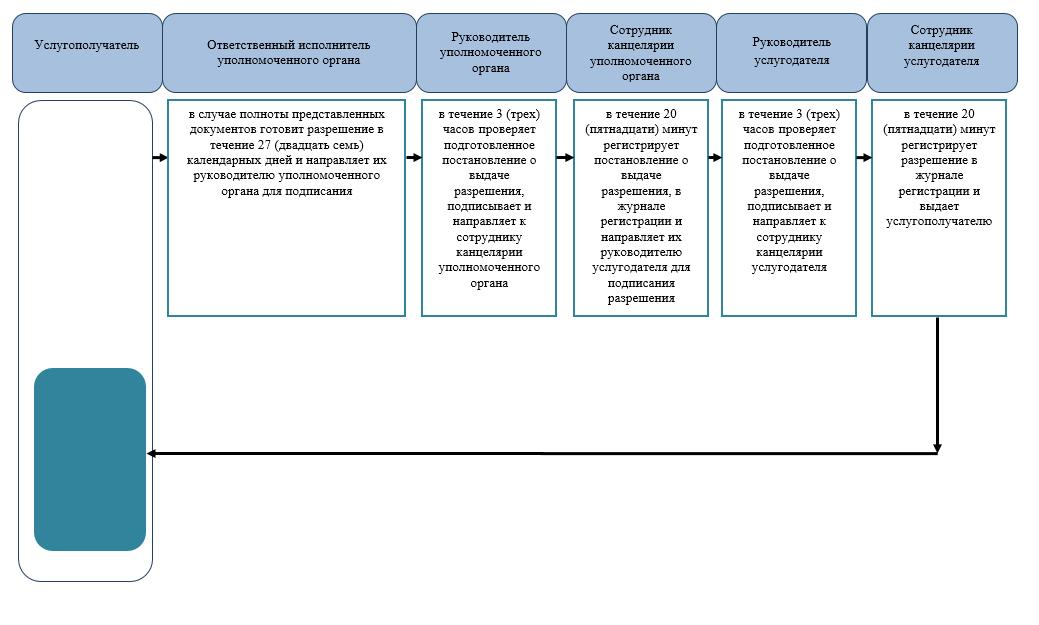 Услугополучатель
Ответственный исполнитель
уполномоченного органа
Руководитель
уполномоченного
органа
Сотрудник
канцелярии
уполномоченного
органа
Руководитель
услугодателя
Сотрудник
канцелярии
услугодателя
в случае полноты представленных
документов готовит разрешение в
течение 27 (двадцать семь)
календарных дней и направляет их
руководителю уполномоченного
органа для подписания
в течение 3 (трех)
часов проверяет
подготовленное
постановление о
выдаче
разрешения,
подписывает и
направляет к
сотруднику
канцелярии
уполномоченного
органа
в течение 20
(пятнадцати) минут
регистрирует
постановление о
выдаче
разрешения, в
журнале
регистрации и
направляет их
руководителю
услугодателя для
подписания
разрешения
в течение 3 (трех)
часов проверяет
подготовленное
постановление о
выдаче
разрешения,
подписывает и
направляет к
сотруднику
канцелярии
услугодателя
в течение 20
(пятнадцати) минут
регистрирует
разрешение в
журнале
регистрации и
выдает
услугополучателю